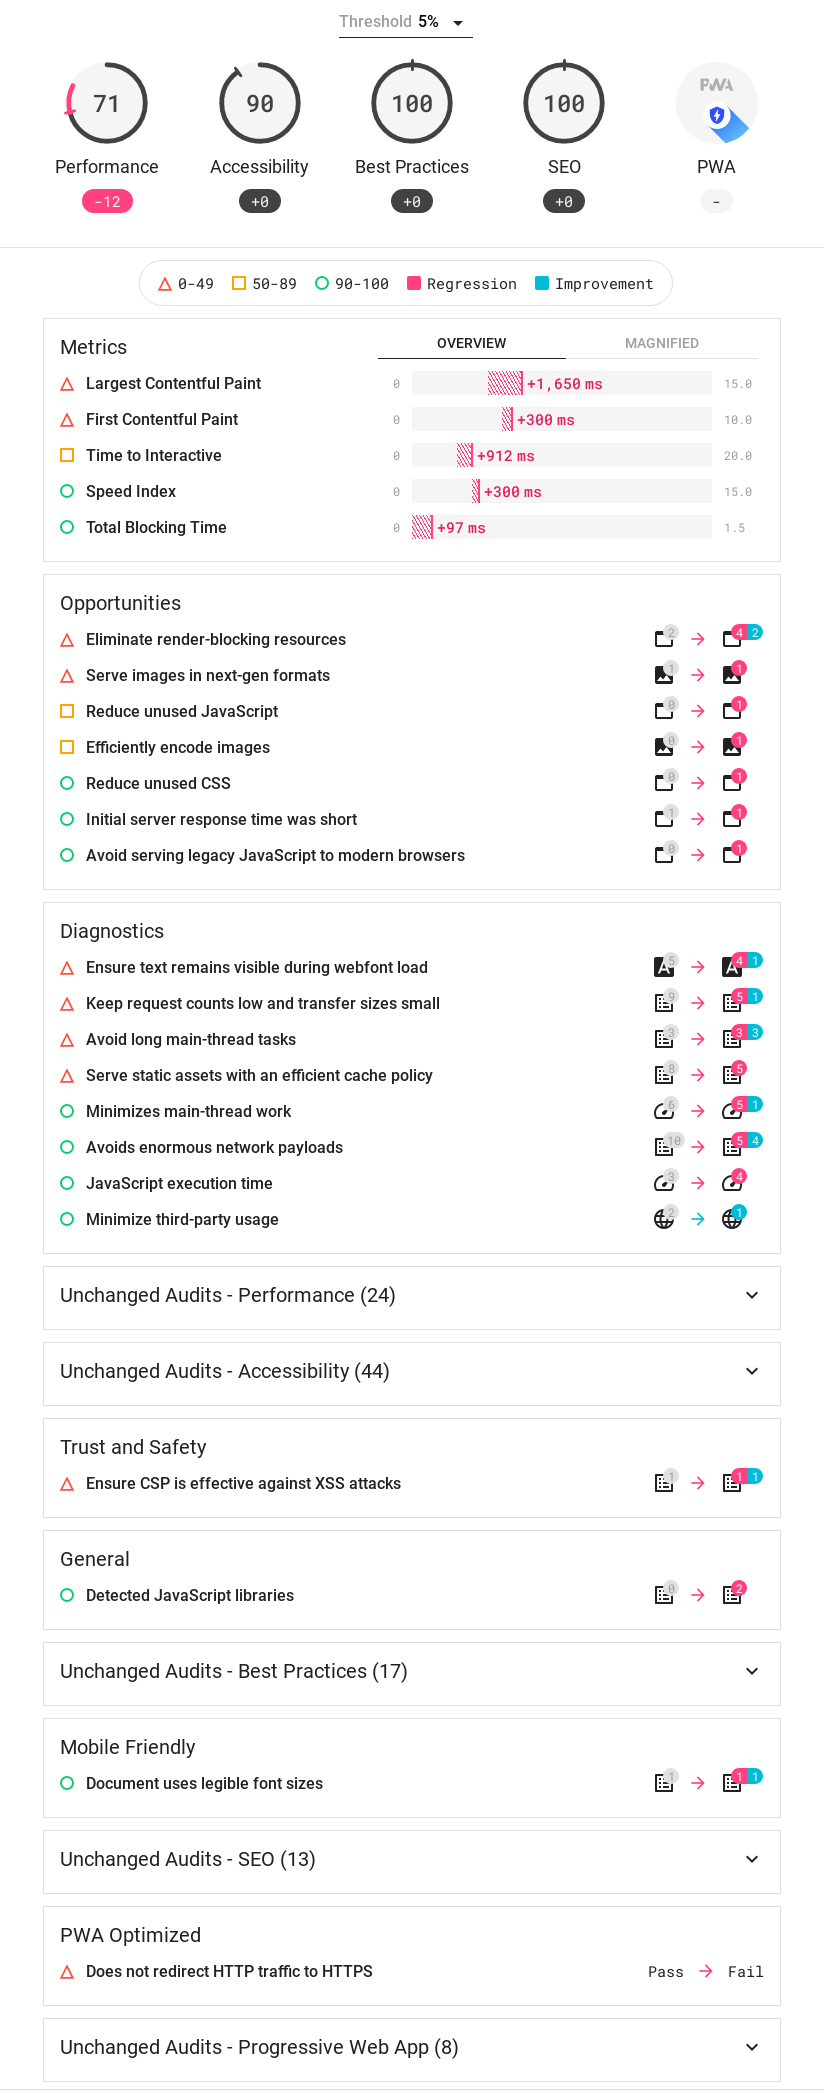 Threshold 5%
71 90 100 100 PWA
Performance Accessibility Best Practices SEO PWA
-12 +0 +0 +0 -
0-49 50-89 90-100 Regression Improvement
Metrics OVERVIEW MAGNIFIED
Largest Contentful Paint 0 +1,650 ms 15.0
First Contentful Paint 0 +300 ms 10.0
Time to Interactive 0 +912 ms 20.0
Speed Index 0 +300 ms 15.0
Total Blocking Time 0 +97 ms 1.5
Opportunities
Eliminate render-blocking resources 2 4 2
Serve images in next-gen formats 1 1
Reduce unused JavaScript 0 1
Efficiently encode images 0 1
Reduce unused CSS 0 1
Initial server response time was short 1 1
Avoid serving legacy JavaScript to modern browsers 0 1
Diagnostics
Ensure text remains visible during webfont load A 5 A 4 1
Keep request counts low and transfer sizes small 9 5 1
Avoid long main-thread tasks 3 3 3
Serve static assets with an efficient cache policy 8 5
Minimizes main-thread work 6 5 1
Avoids enormous network payloads 10 5 4
JavaScript execution time 3 4
Minimize third-party usage 2 1
Unchanged Audits - Performance (24)
Unchanged Audits - Accessibility (44)
Trust and Safety
Ensure CSP is effective against XSS attacks 1 1 1
General
Detected JavaScript libraries 0 2
Unchanged Audits - Best Practices (17)
Mobile Friendly
Document uses legible font sizes 1 1 1
Unchanged Audits - SEO (13)
PWA Optimized
Does not redirect HTTP traffic to HTTPS Pass Fail
Unchanged Audits - Progressive Web App (8)